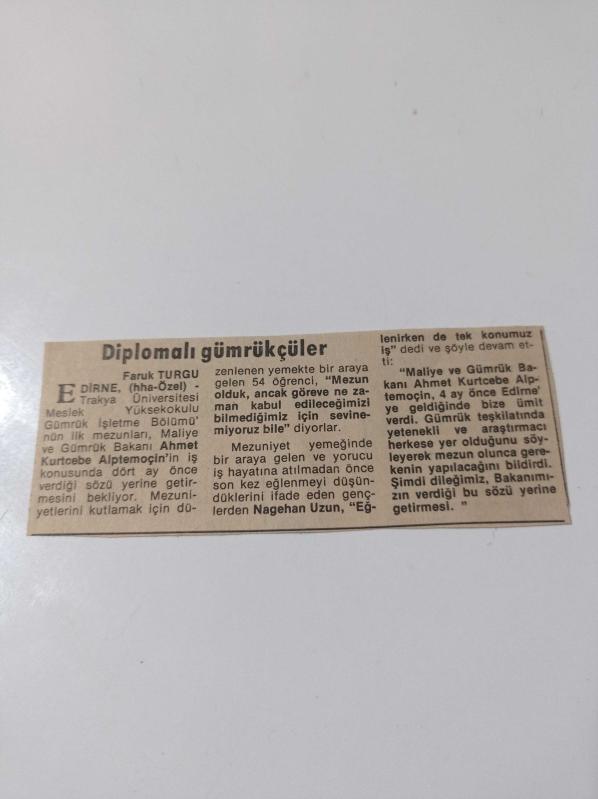 Diplomalı gümrükçüler
Faruk TURGU
EDİRNE, (hha-Özel) -
Trakya Üniversitesi
Meslek Yüksekokulu
Gümrük İşletme Bölümü'
nün ilk mezunları, Maliye
ve Gümrük Bakanı Ahmet
Kurtcebe Alptemoçin'in iş
konusunda dört ay önce
verdiği sözü yerine getir-
mesini bekliyor. Mezuni-
yetlerini kutlamak için dü-
zenlenen yemekte bir araya
gelen 54 öğrenci, "Mezun
olduk, ancak göreve ne za-
man kabul edileceğimizi
bilmediğimiz için sevine-
miyoruz bile" diyorlar.
Mezuniyet yemeğinde
bir araya gelen ve yorucu
iş hayatına atılmadan önce
son kez eğlenmeyi düşün-
düklerini ifade eden genç-
lerden Nagehan Uzun, "Eğ-
lenirken de tek konumuz
iş" dedi ve şöyle devam et-
ti:
"Maliye ve Gümrük Ba-
kanı Ahmet Kurtcebe Alp-
temoçin, 4 ay önce Edirne'
ye geldiğinde bize ümit
verdi. Gümrük teşkilatında
yetenekli ve araştırmacı
herkese yer olduğunu söy-
leyerek mezun olunca gere-
kenin yapılacağını bildirdi.
Şimdi dileğimiz, Bakanımı-
zın verdiği bu sözü yerine
getirmesi. "